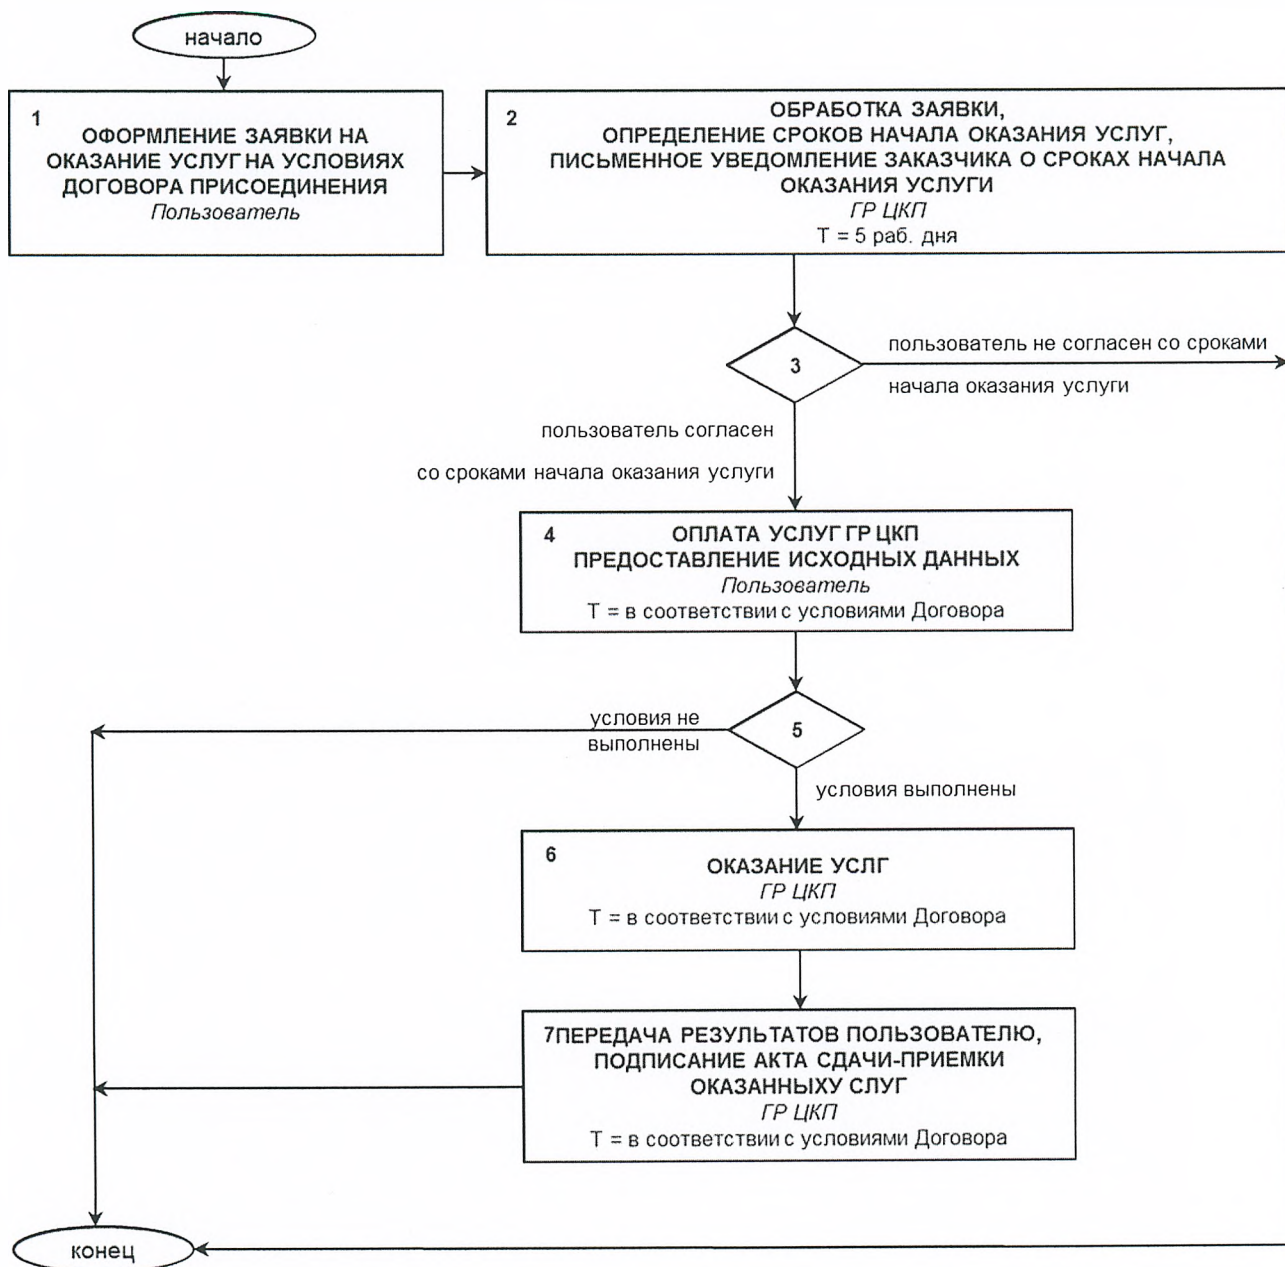 начало
1
ОФОРМЛЕНИЕ ЗАЯВКИ НА
ОКАЗАНИЕ УСЛУГ НА УСЛОВИЯХ
ДОГОВОРА ПРИСОЕДИНЕНИЯ
Пользователь
2
ОБРАБОТКА ЗАЯВКИ,
ОПРЕДЕЛЕНИЕ СРОКОВ НАЧАЛА ОКАЗАНИЯ УСЛУГ,
ПИСЬМЕННОЕ УВЕДОМЛЕНИЕ ЗАКАЗЧИКА О СРОКАХ НАЧАЛА
ОКАЗАНИЯ УСЛУГИ
ГР ЦКП
Т = 5 раб. дня
3
пользователь не согласен со сроками
начала оказания услуги
пользователь согласен
со сроками начала оказания услуги
4
ОПЛАТА УСЛУГ ГР ЦКП
ПРЕДОСТАВЛЕНИЕ ИСХОДНЫХ ДАННЫХ
Пользователь
Т = в соответствии с условиями Договора
5
условия не
выполнены
условия выполнены
6
ОКАЗАНИЕ УСЛГ
ГР ЦКП
Т = в соответствии с условиями Договора
7ПЕРЕДАЧА РЕЗУЛЬТАТОВ ПОЛЬЗОВАТЕЛЮ,
ПОДПИСАНИЕ АКТА СДАЧИ-ПРИЕМКИ
ОКАЗАННЫХУ СЛУГ
ГР ЦКП
Т = в соответствии с условиями Договора
конец